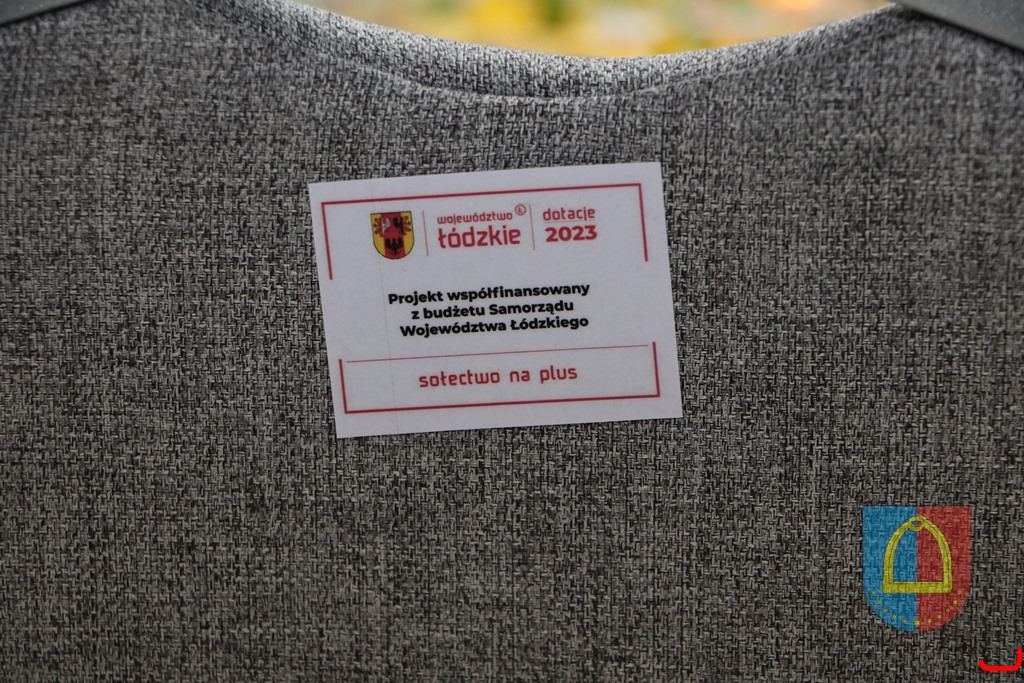 województwo
łódzkie
dotacje
2023
Projekt współfinansowany
z budżetu Samorządu
Województwa Łódzkiego
sołectwo na plus